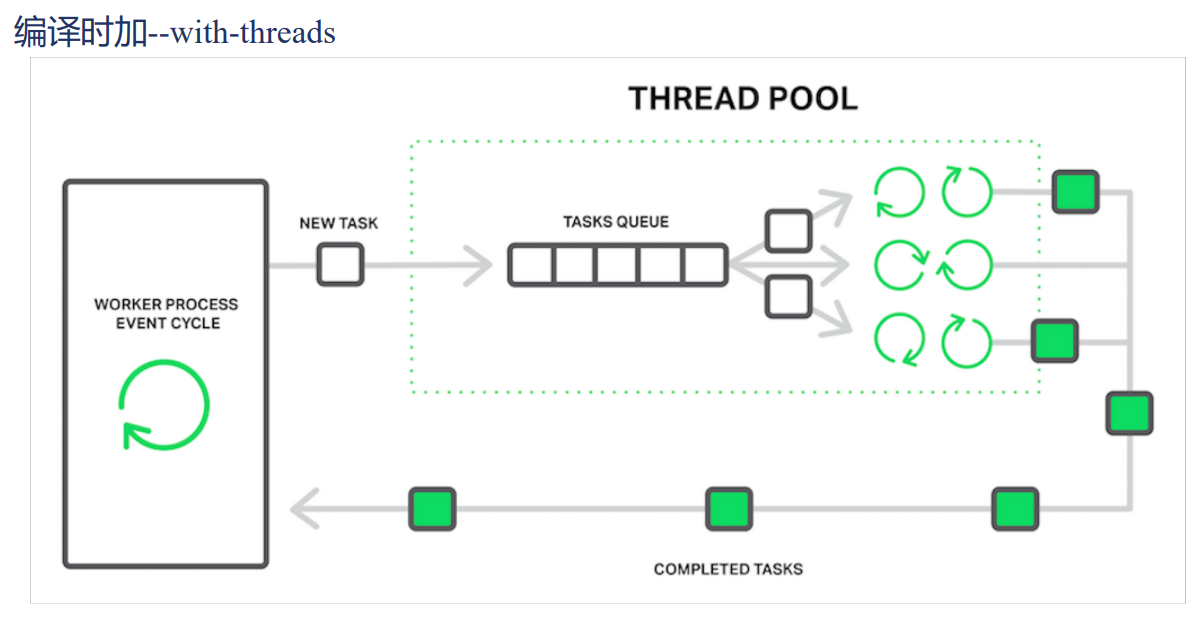 编译时加--with-threads
THREAD POOL
NEW TASK
TASKS QUEUE
WORKER PROCESS
EVENT CYCLE
COMPLETED TASKS